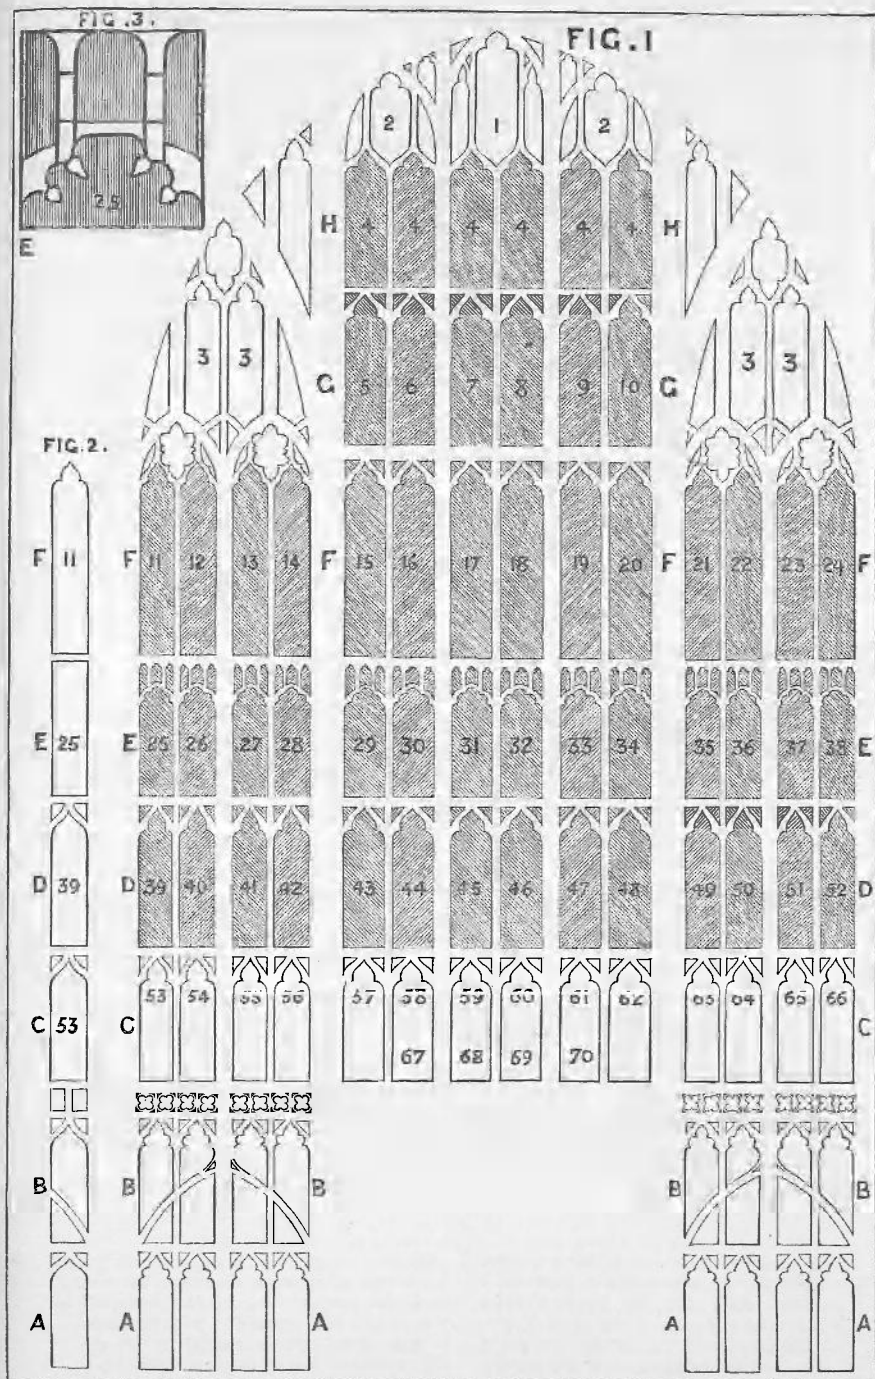 FIG.3.
FIG.1
25
E
2 1 2
H 4 4 4 4 4 4 H
3 3 3 3
G 5 6 7 8 9 10 G
FIG.2.
F 11 F 11 12 13 14 F 15 16 17 18 19 20 F 21 22 23 24 F
E 25 E 25 26 27 28 29 30 31 32 33 34 35 36 37 38 E
D 39 D 39 40 41 42 43 44 45 46 47 48 49 50 51 52 D
C 53 C 53 54 55 56 57 58 59 60 61 62 63 64 65 66 C
67 68 69 70
B B B B B
A A A A A